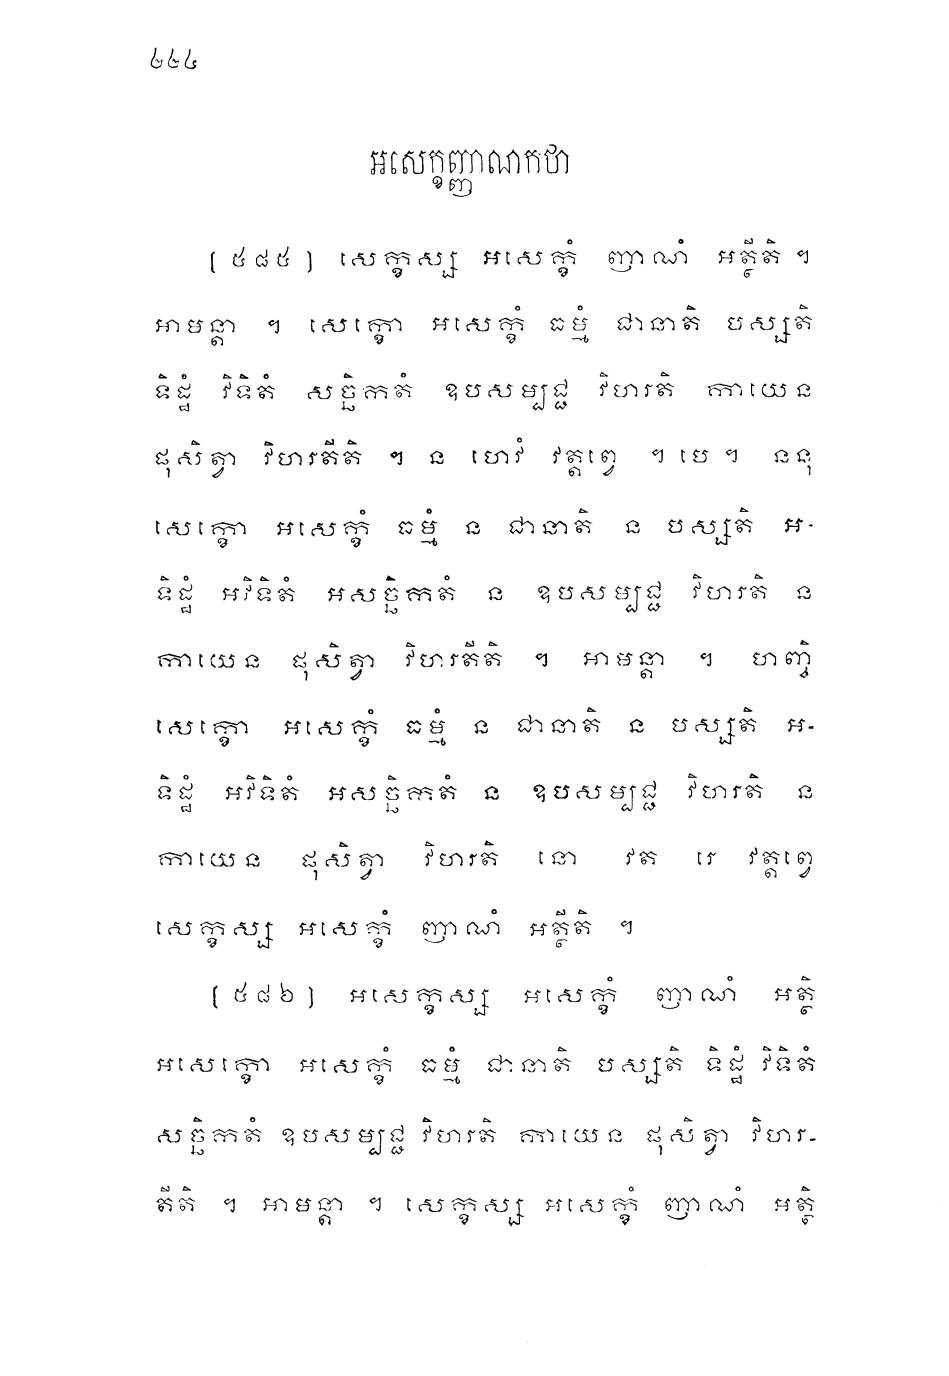 ២២៤
អសេក្ខញ្ញាណកថា
[ ៥៨៥ ] សេក្ខស្ស អសេក្ខំ ញាណំ អត្ថីតិ ។
អាមន្តា ។ សេក្ខោ អសេក្ខំ ធម្មំ ជានាតិ បស្សតិ
ទិដ្ឋំ វិទិតំ សច្ឆិកតំ ឧបសម្បជ្ជ វិហរតិ កាយេន
ផុសិត្វា វិហរតីតិ ។ ន ហេវំ វត្តព្វេ ។ បេ ។ ននុ
សេក្ខោ អសេក្ខំ ធម្មំ ន ជានាតិ ន បស្សតិ អ-
ទិដ្ឋំ អវិទិតំ អសច្ឆិកតំ ន ឧបសម្បជ្ជ វិហរតិ ន
កាយេន ផុសិត្វា វិហរតីតិ ។ អាមន្តា ។ ហញ្ចិ
សេក្ខោ អសេក្ខំ ធម្មំ ន ជានាតិ ន បស្សតិ អ-
ទិដ្ឋំ អវិទិតំ អសច្ឆិកតំ ន ឧបសម្បជ្ជ វិហរតិ ន
កាយេន ផុសិត្វា វិហរតិ នោ វត រេ វត្តព្វេ
សេក្ខស្ស អសេក្ខំ ញាណំ អត្ថីតិ ។
[ ៥៨៦ ] អសេក្ខស្ស អសេក្ខំ ញាណំ អត្ថិ
អសេក្ខោ អសេក្ខំ ធម្មំ ជានាតិ បស្សតិ ទិដ្ឋំ វិទិតំ
សច្ឆិកតំ ឧបសម្បជ្ជ វិហរតិ កាយេន ផុសិត្វា វិហរ-
តីតិ ។ អាមន្តា ។ សេក្ខស្ស អសេក្ខំ ញាណំ អត្ថិ